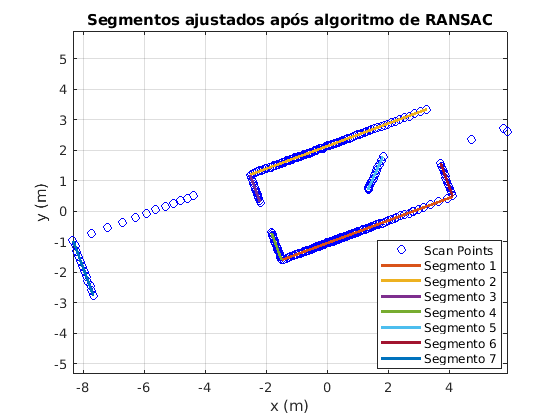 Segmentos ajustados após algoritmo de RANSAC
5
4
3
2
1
0
-1
-2
-3
-4
-5
y (m)
Scan Points
Segmento 1
Segmento 2
Segmento 3
Segmento 4
Segmento 5
Segmento 6
Segmento 7
-8 -6 -4 -2 0 2 4
x (m)